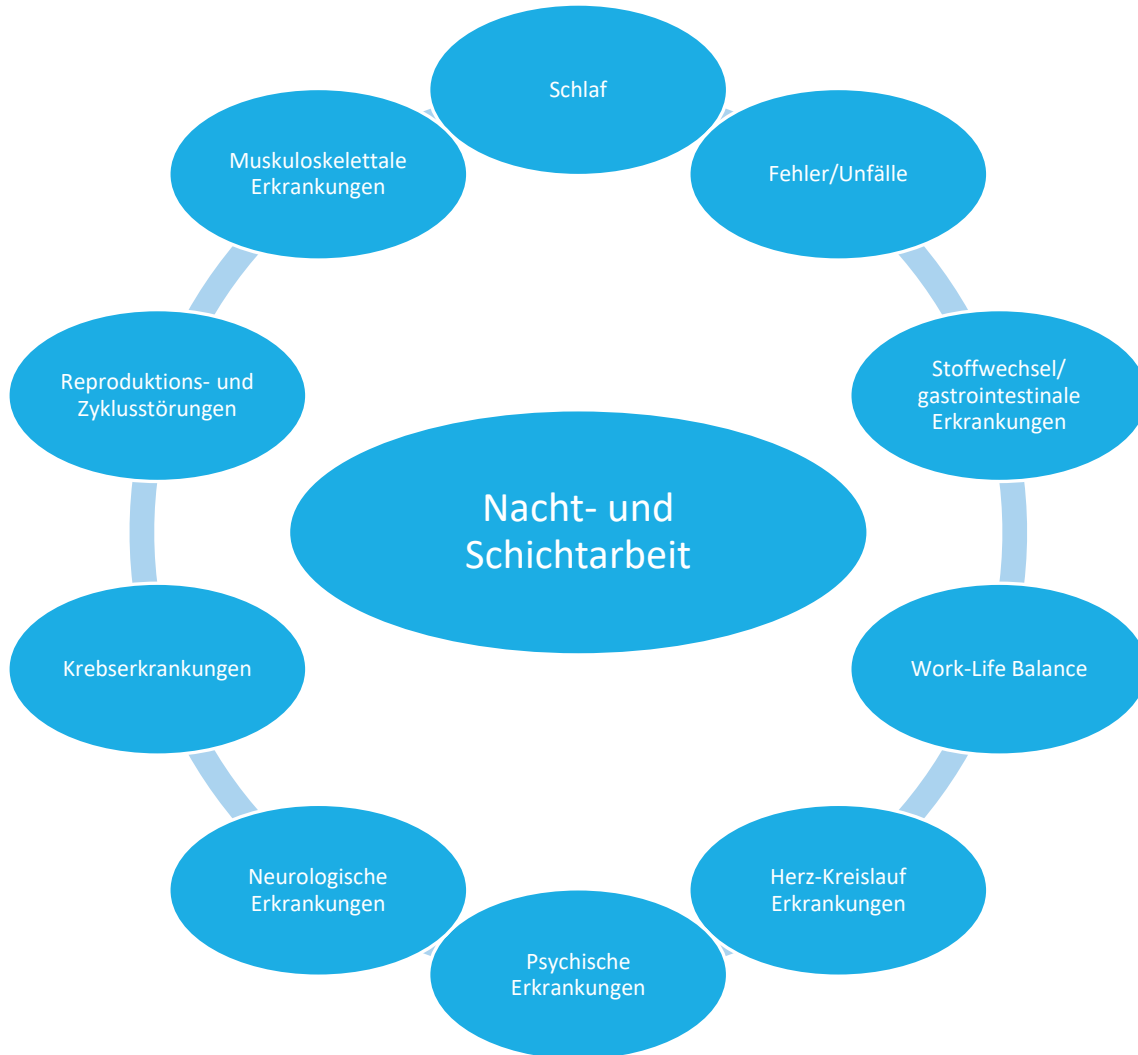 Schlaf
Fehler/Unfälle
Stoffwechsel/
gastrointestinale
Erkrankungen
Work-Life Balance
Herz-Kreislauf
Erkrankungen
Psychische
Erkrankungen
Neurologische
Erkrankungen
Krebserkrankungen
Reproduktions- und
Zyklusstörungen
Muskuloskelettale
Erkrankungen
Nacht- und
Schichtarbeit